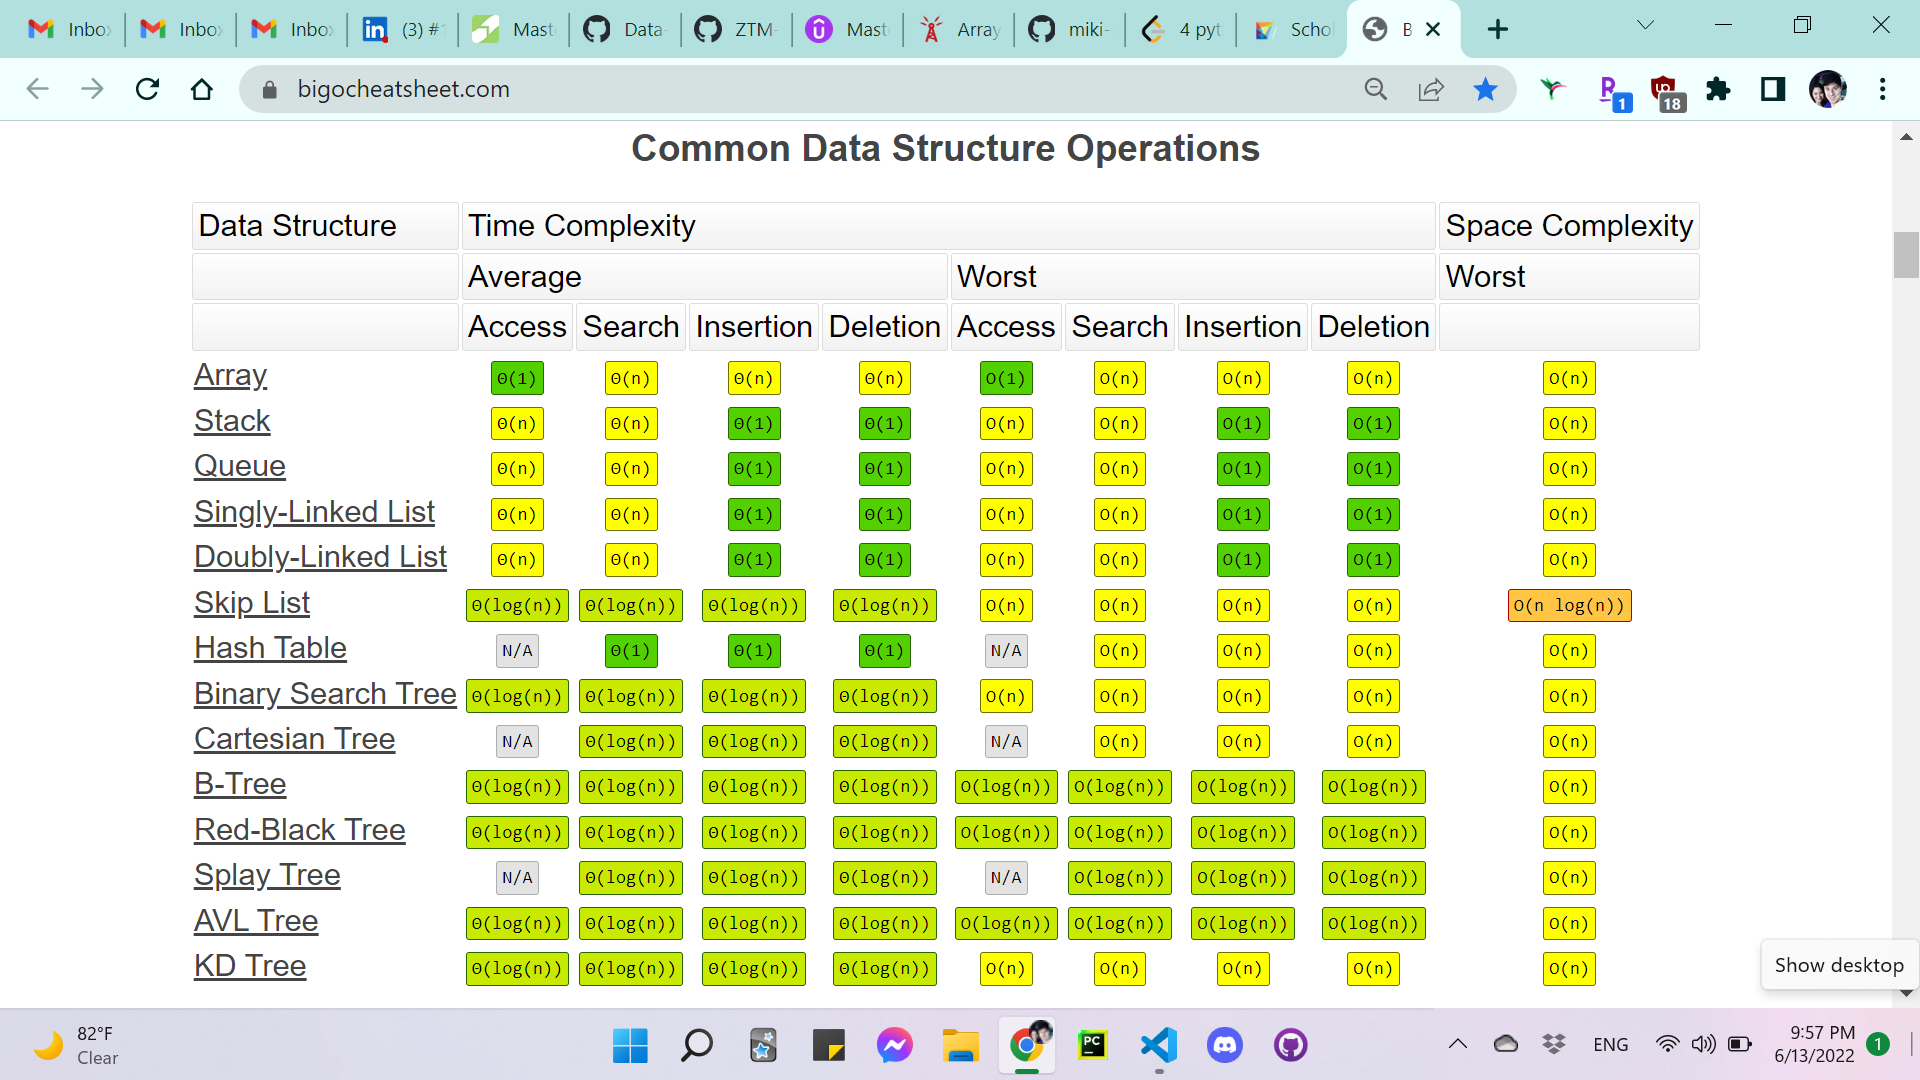 Inbox
Inbox
Inbox
(3) #
Mast
Data-
ZTM-
Mast
Array
miki-
4 pyt
Schol
B
bigocheatsheet.com
1
18
Common Data Structure Operations
Data Structure Time Complexity Space Complexity
Average Worst Worst
Access Search Insertion Deletion Access Search Insertion Deletion
Array Θ(1) Θ(n) Θ(n) Θ(n) O(1) O(n) O(n) O(n) O(n)
Stack Θ(n) Θ(n) Θ(1) Θ(1) O(n) O(n) O(1) O(1) O(n)
Queue Θ(n) Θ(n) Θ(1) Θ(1) O(n) O(n) O(1) O(1) O(n)
Singly-Linked List Θ(n) Θ(n) Θ(1) Θ(1) O(n) O(n) O(1) O(1) O(n)
Doubly-Linked List Θ(n) Θ(n) Θ(1) Θ(1) O(n) O(n) O(1) O(1) O(n)
Skip List Θ(log(n)) Θ(log(n)) Θ(log(n)) Θ(log(n)) O(n) O(n) O(n) O(n) O(n log(n))
Hash Table N/A Θ(1) Θ(1) Θ(1) N/A O(n) O(n) O(n) O(n)
Binary Search Tree Θ(log(n)) Θ(log(n)) Θ(log(n)) Θ(log(n)) O(n) O(n) O(n) O(n) O(n)
Cartesian Tree N/A Θ(log(n)) Θ(log(n)) Θ(log(n)) N/A O(n) O(n) O(n) O(n)
B-Tree Θ(log(n)) Θ(log(n)) Θ(log(n)) Θ(log(n)) O(log(n)) O(log(n)) O(log(n)) O(log(n)) O(n)
Red-Black Tree Θ(log(n)) Θ(log(n)) Θ(log(n)) Θ(log(n)) O(log(n)) O(log(n)) O(log(n)) O(log(n)) O(n)
Splay Tree N/A Θ(log(n)) Θ(log(n)) Θ(log(n)) N/A O(log(n)) O(log(n)) O(log(n)) O(n)
AVL Tree Θ(log(n)) Θ(log(n)) Θ(log(n)) Θ(log(n)) O(log(n)) O(log(n)) O(log(n)) O(log(n)) O(n)
KD Tree Θ(log(n)) Θ(log(n)) Θ(log(n)) Θ(log(n)) O(n) O(n) O(n) O(n) O(n)
Show desktop
82°F
Clear
PC
ENG
9:57 PM
6/13/2022
1